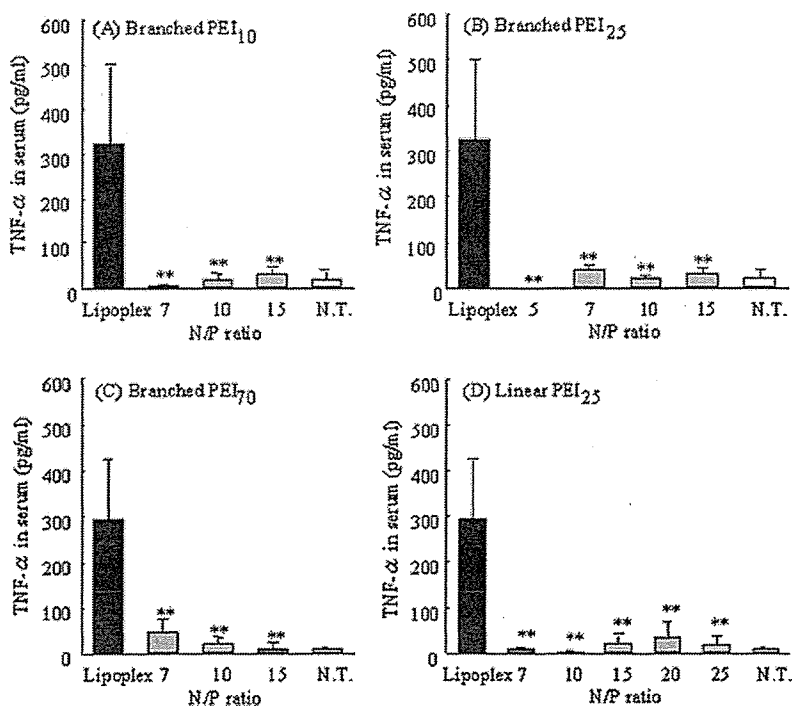 (A) Branched PEI10
TNF-α in serum (pg/ml)
600
500
400
300
200
100
0
** ** **
Lipoplex 7 10 15 N.T.
N/P ratio
(B) Branched PEI25
TNF-α in serum (pg/ml)
600
500
400
300
200
100
0
** ** ** **
Lipoplex 5 7 10 15 N.T.
N/P ratio
(C) Branched PEI70
TNF-α in serum (pg/ml)
600
500
400
300
200
100
0
** ** **
Lipoplex 7 10 15 N.T.
N/P ratio
(D) Linear PEI25
TNF-α in serum (pg/ml)
600
500
400
300
200
100
0
** ** ** ** **
Lipoplex 7 10 15 20 25 N.T.
N/P ratio